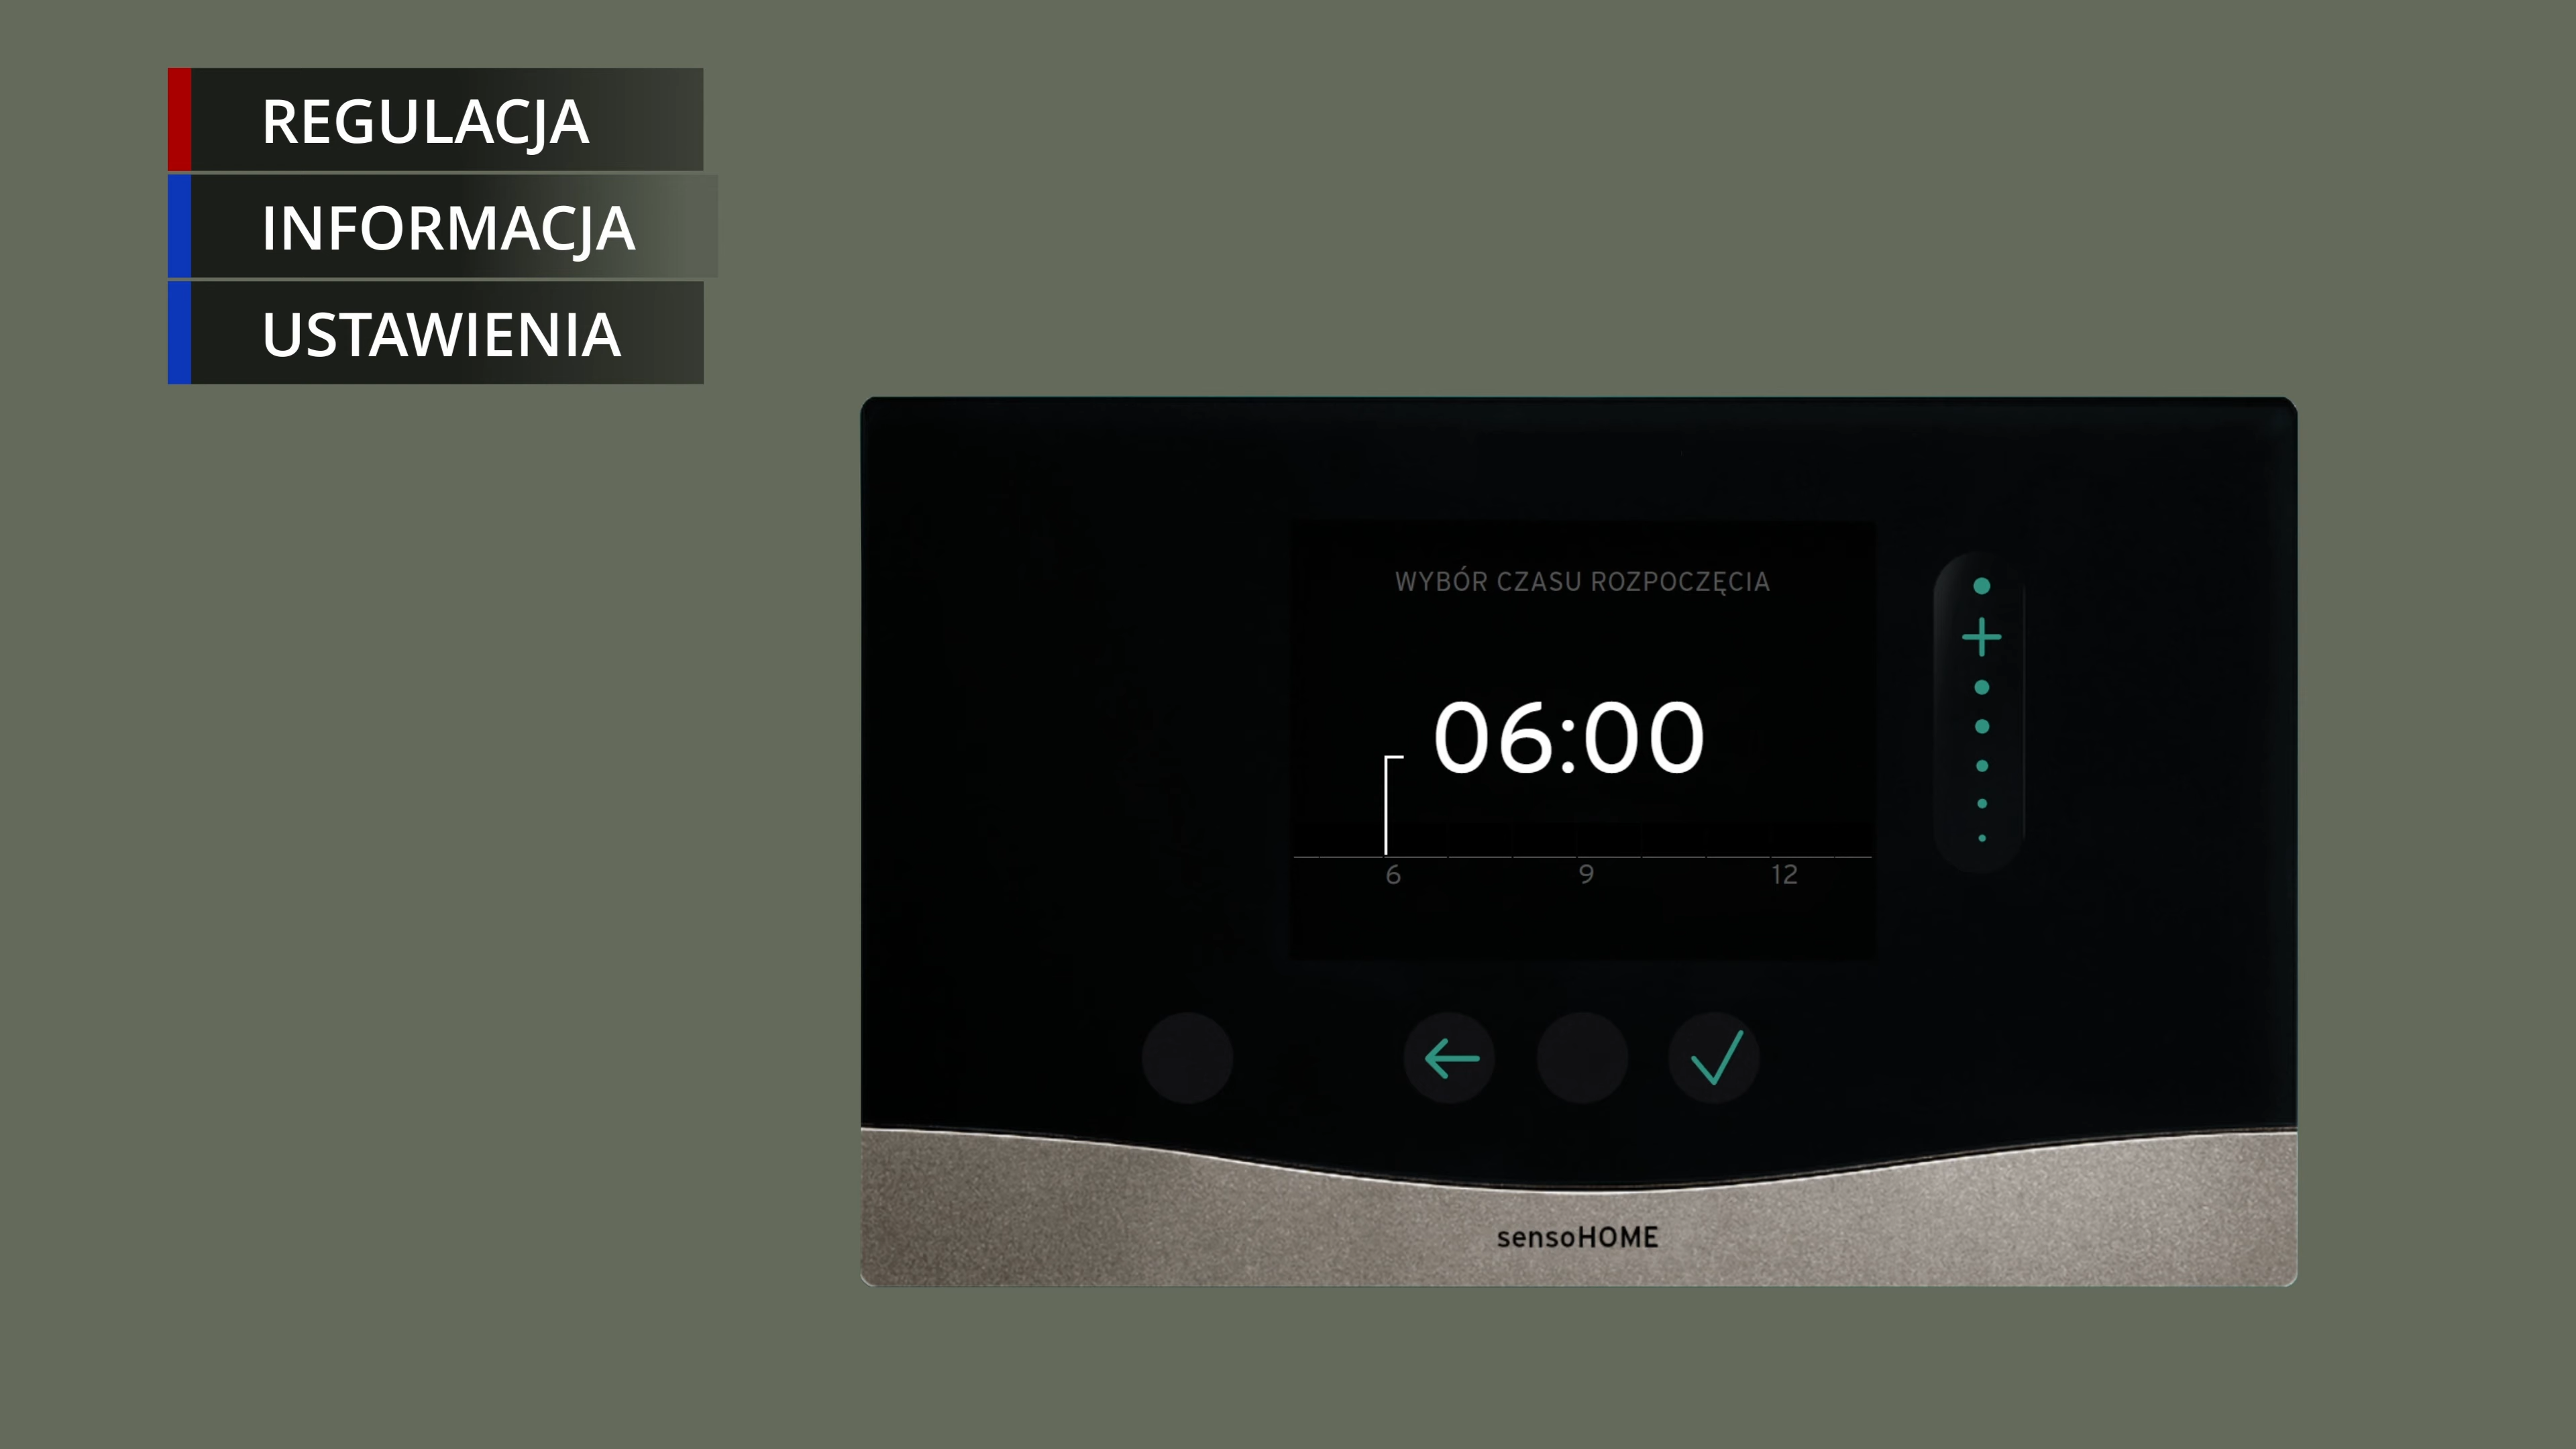 REGULACJA
INFORMACJA
USTAWIENIA
WYBÓR CZASU ROZPOCZĘCIA
06:00
6 9 12
sensoHOME